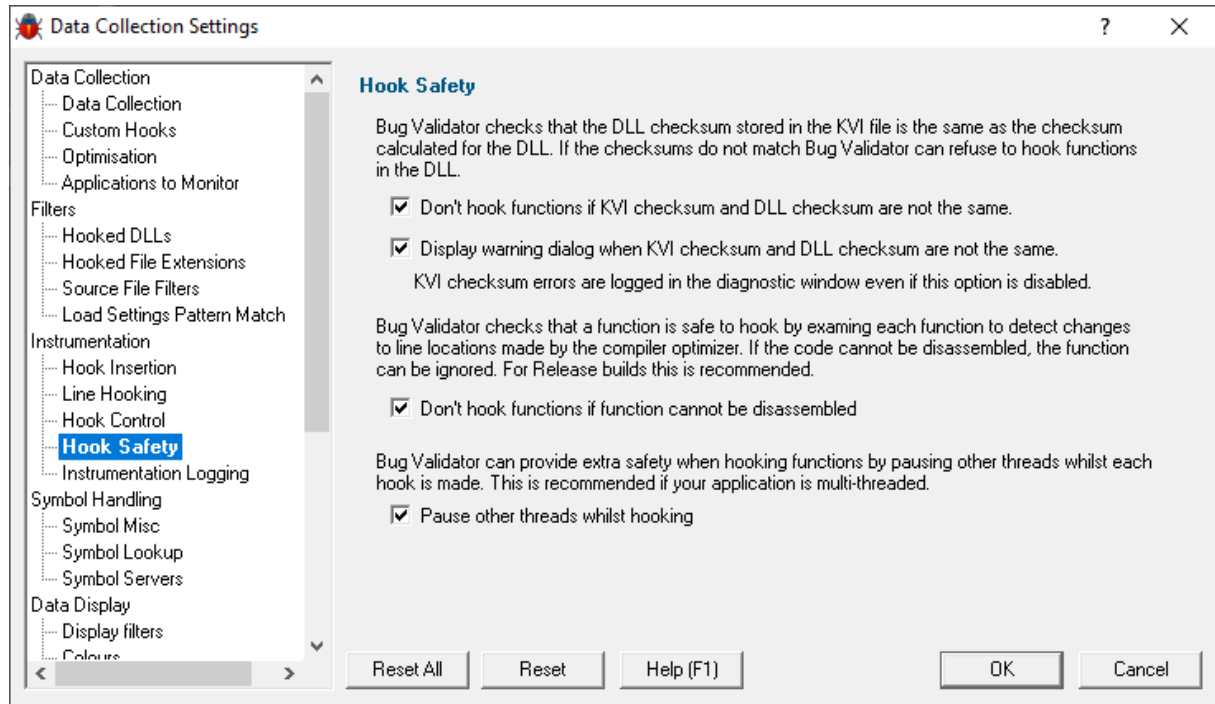 Data Collection Settings
?
Data Collection
Data Collection
Custom Hooks
Optimisation
Applications to Monitor
Filters
Hooked DLLs
Hooked File Extensions
Source File Filters
Load Settings Pattern Match
Instrumentation
Hook Insertion
Line Hooking
Hook Control
Hook Safety
Instrumentation Logging
Symbol Handling
Symbol Misc
Symbol Lookup
Symbol Servers
Data Display
Display filters
Colours
Hook Safety
Bug Validator checks that the DLL checksum stored in the KVI file is the same as the checksum
calculated for the DLL. If the checksums do not match Bug Validator can refuse to hook functions
in the DLL.
Don't hook functions if KVI checksum and DLL checksum are not the same.
Display warning dialog when KVI checksum and DLL checksum are not the same.
KVI checksum errors are logged in the diagnostic window even if this option is disabled.
Bug Validator checks that a function is safe to hook by examing each function to detect changes
to line locations made by the compiler optimizer. If the code cannot be disassembled, the function
can be ignored. For Release builds this is recommended.
Don't hook functions if function cannot be disassembled
Bug Validator can provide extra safety when hooking functions by pausing other threads whilst each
hook is made. This is recommended if your application is multi-threaded.
Pause other threads whilst hooking
Reset All
Reset
Help (F1)
OK
Cancel